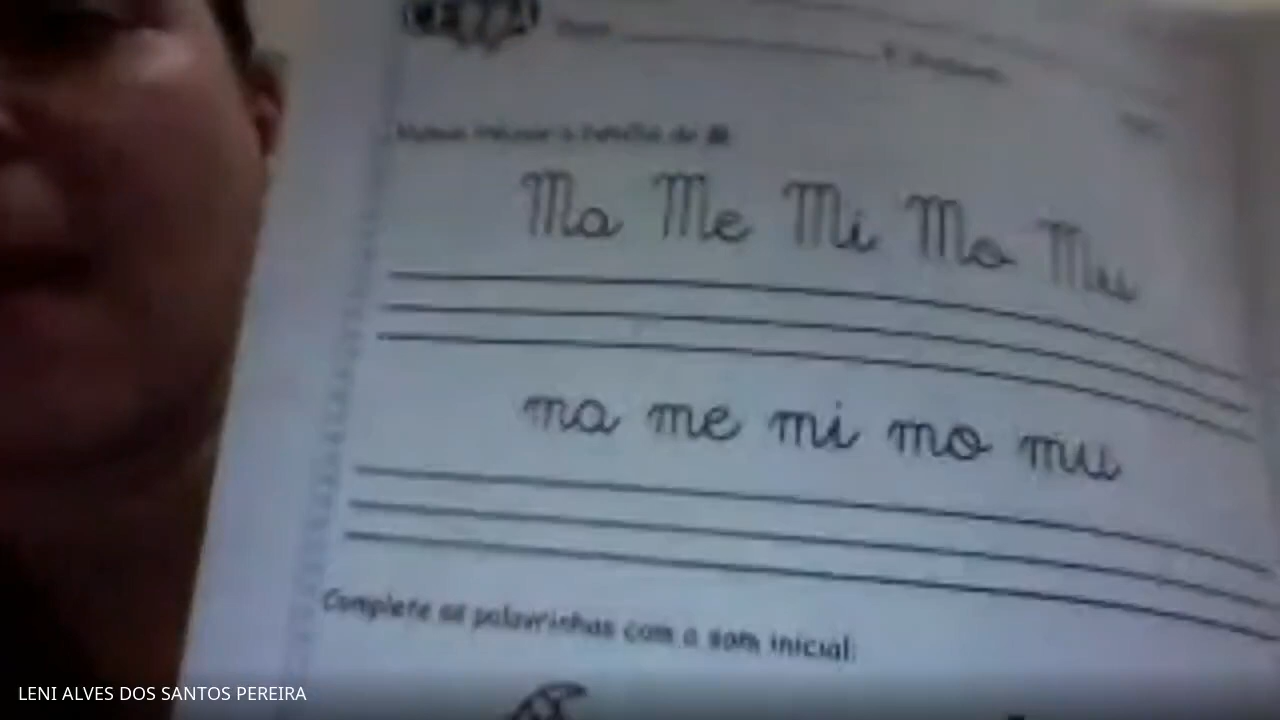 Ma Me Mi Mo Mu
ma me mi mo mu
Complete as palavrinhas com o som inicial:
LENI ALVES DOS SANTOS PEREIRA